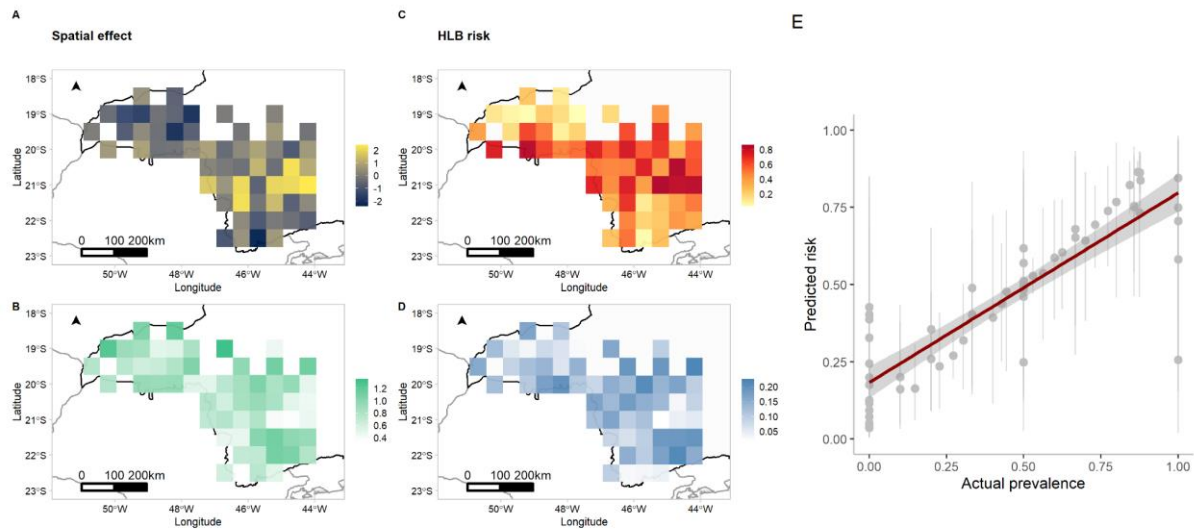 A
Spatial effect
18°S
19°S
20°S
21°S
22°S
23°S
Latitude
0 100 200km
50°W 48°W 46°W 44°W
Longitude
2
1
0
-1
-2
C
HLB risk
18°S
19°S
20°S
21°S
22°S
23°S
Latitude
0 100 200km
50°W 48°W 46°W 44°W
Longitude
0.8
0.6
0.4
0.2
B
18°S
19°S
20°S
21°S
22°S
23°S
Latitude
0 100 200km
50°W 48°W 46°W 44°W
Longitude
1.2
1.0
0.8
0.6
0.4
D
18°S
19°S
20°S
21°S
22°S
23°S
Latitude
0 100 200km
50°W 48°W 46°W 44°W
Longitude
0.20
0.15
0.10
0.05
E
1.00
0.75
0.50
0.25
0.00
Predicted risk
0.00 0.25 0.50 0.75 1.00
Actual prevalence